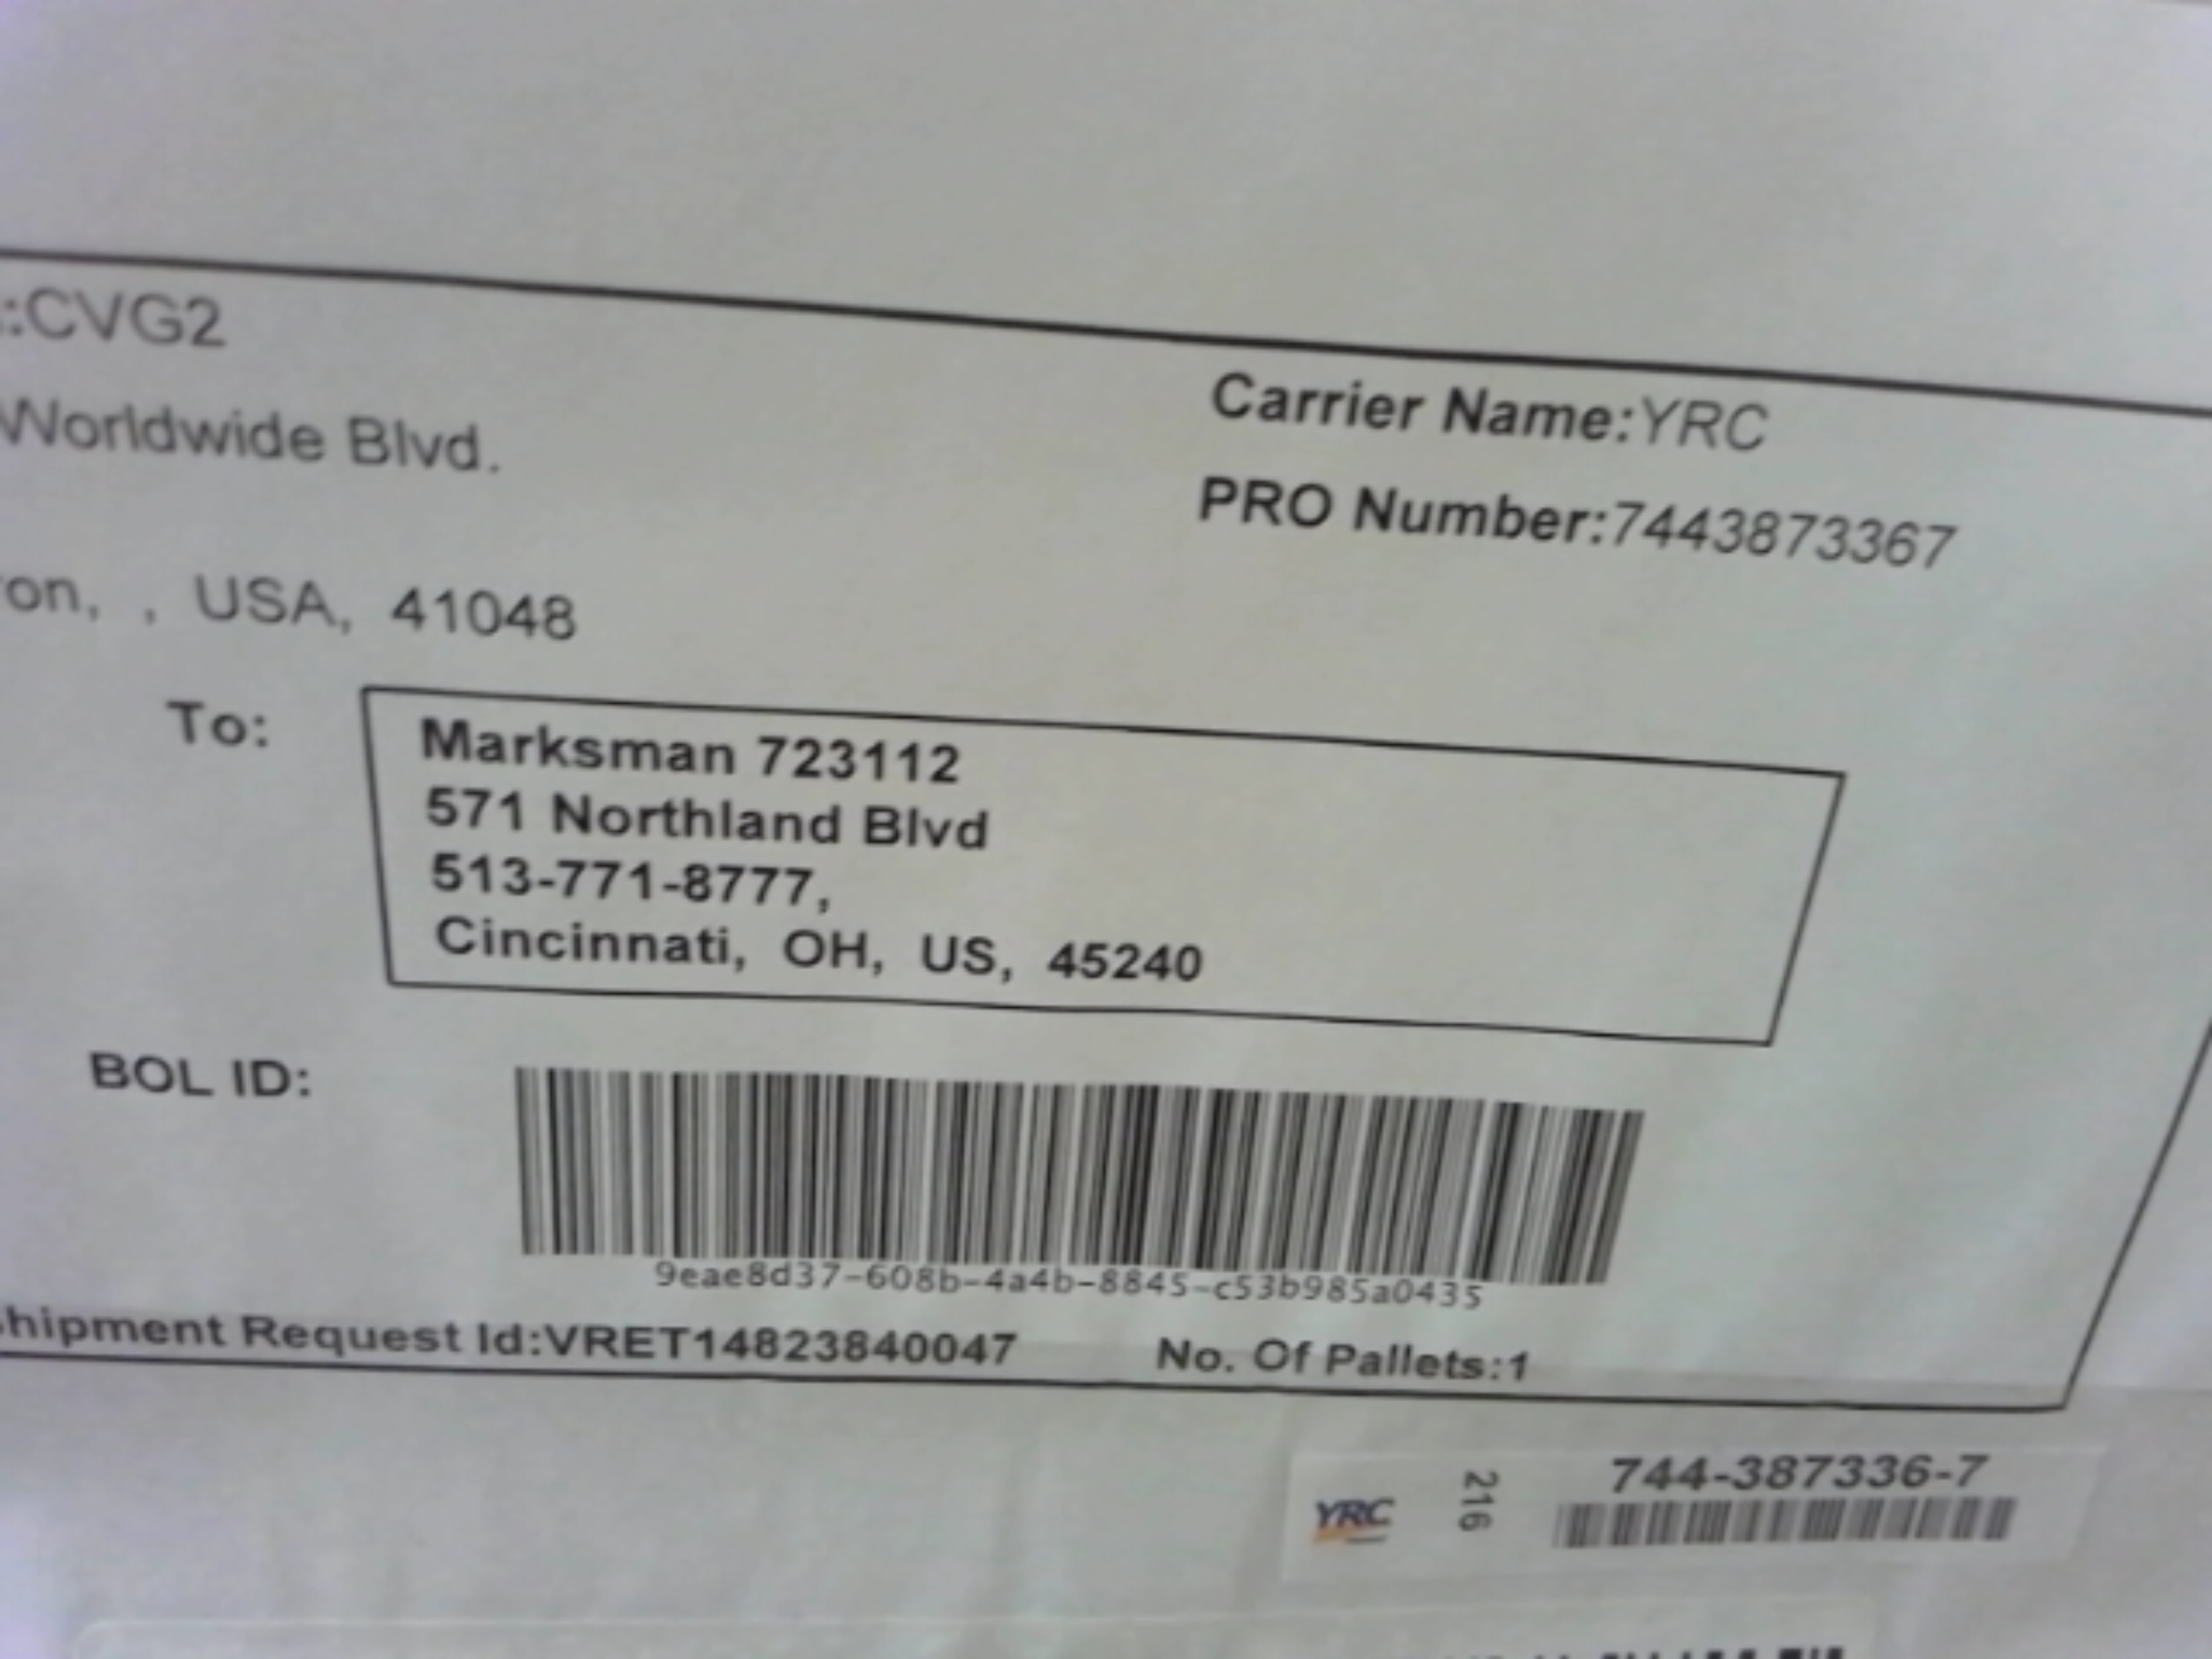 :CVG2
Carrier Name:YRC
Worldwide Blvd.
PRO Number:7443873367
on, , USA, 41048
To:
Marksman 723112
571 Northland Blvd
513-771-8777,
Cincinnati, OH, US, 45240
BOL ID:
9eae8d37-608b-4a4b-8845-c53b985a0435
hipment Request Id:VRET14823840047 No. Of Pallets:1
YRC 216 744-387336-7